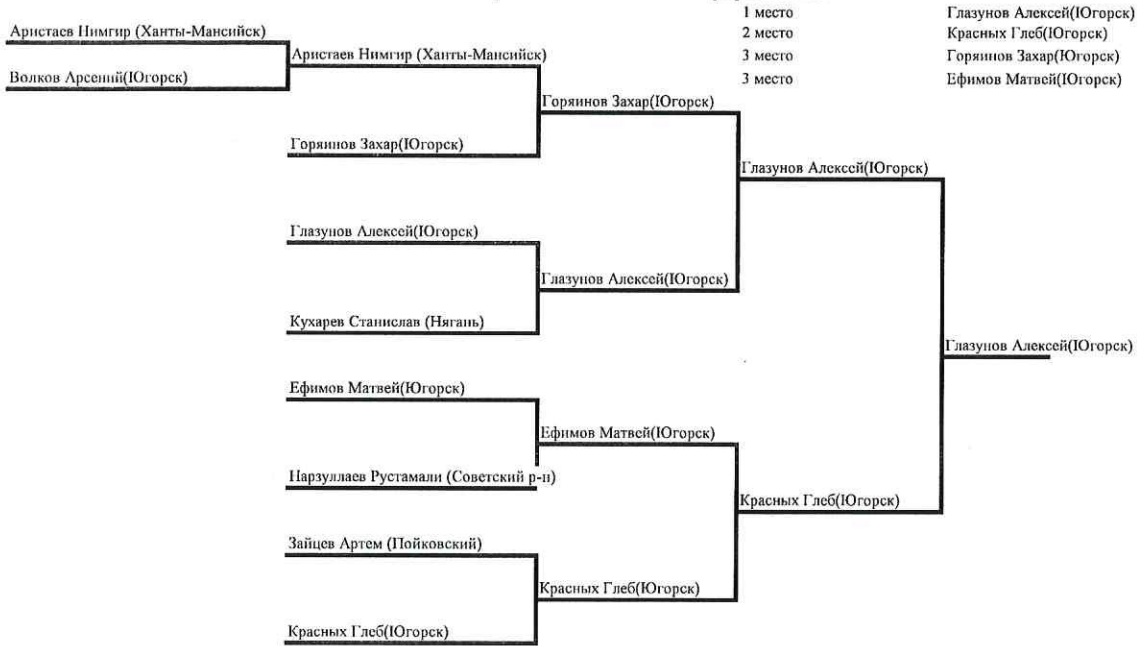 1 место Глазунов Алексей(Югорск)
2 место Красных Глеб(Югорск)
3 место Горяинов Захар(Югорск)
3 место Ефимов Матвей(Югорск)
Аристаев Нимгир (Ханты-Мансийск)
Волков Арсений(Югорск)
Аристаев Нимгир (Ханты-Мансийск)
Горяинов Захар(Югорск)
Горяинов Захар(Югорск)
Глазунов Алексей(Югорск)
Глазунов Алексей(Югорск)
Глазунов Алексей(Югорск)
Кухарев Станислав (Нягань)
Глазунов Алексей(Югорск)
Ефимов Матвей(Югорск)
Ефимов Матвей(Югорск)
Нарзуллаев Рустамали (Советский р-н)
Красных Глеб(Югорск)
Зайцев Артем (Пойковский)
Красных Глеб(Югорск)
Красных Глеб(Югорск)